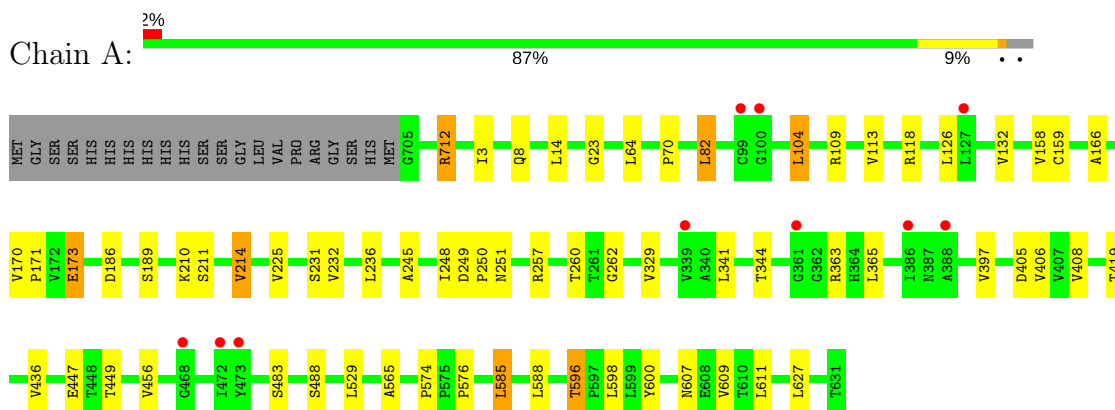 2%
Chain A:
87% 9% • •
MET GLY SER SER HIS HIS HIS HIS HIS HIS SER SER GLY LEU VAL PRO ARG GLY SER HIS MET G705 R712 I3 Q8 L14 G23 L64 P70 L82 C99 G100 L104 R109 V113 R118 L126 L127 V132 V158 C159 A166
V170 P171 V172 E173 D186 S189 K210 S211 V214 V225 S231 V232 L236 A245 I248 D249 P250 N251 R257 T260 T261 G262 V329 V339 A340 L341 T344 G361 G362 R363 H364 L365 I386 N387 A388 V397 D405 V406 V407 V408 T419
V436 E447 T448 T449 V456 G468 I472 Y473 S483 S488 L529 A565 P574 P575 P576 L585 L588 T596 P597 L598 L599 Y600 N607 E608 V609 T610 L611 L627 T631